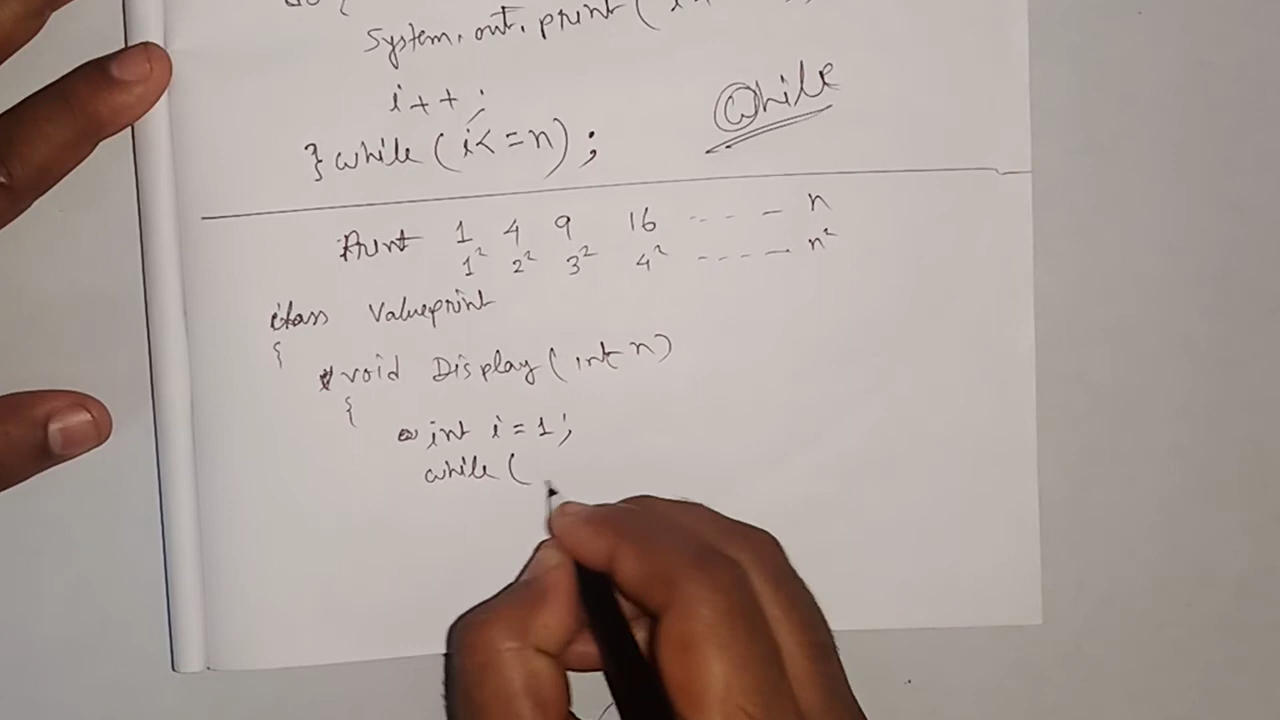 do {
System.out.print(
i++;
} while (i<=n);
while
Print 1 4 9 16 ---- n
1² 2² 3² 4² ----- n²
class Valueprint
{
void Display(int n)
{
int i = 1;
while (